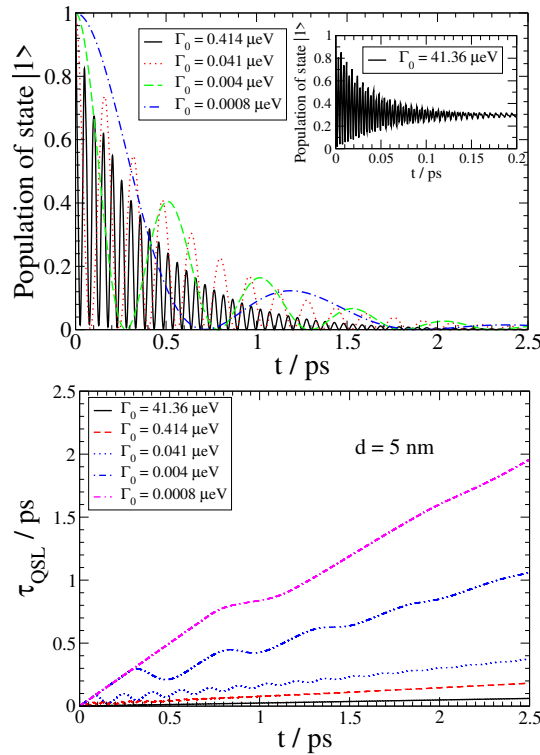 Population of state |1>
1
0.8
0.6
0.4
0.2
0
Γ0 = 0.414 μeV
Γ0 = 0.041 μeV
Γ0 = 0.004 μeV
Γ0 = 0.0008 μeV
Population of state |1>
1
0.8
0.6
0.4
0.2
0
Γ0 = 41.36 μeV
0 0.05 0.1 0.15 0.2
t / ps
0 0.5 1 1.5 2 2.5
t / ps
τQSL / ps
2.5
2
1.5
1
0.5
0
Γ0 = 41.36 μeV
Γ0 = 0.414 μeV
Γ0 = 0.041 μeV
Γ0 = 0.004 μeV
Γ0 = 0.0008 μeV
d = 5 nm
0 0.5 1 1.5 2 2.5
t / ps